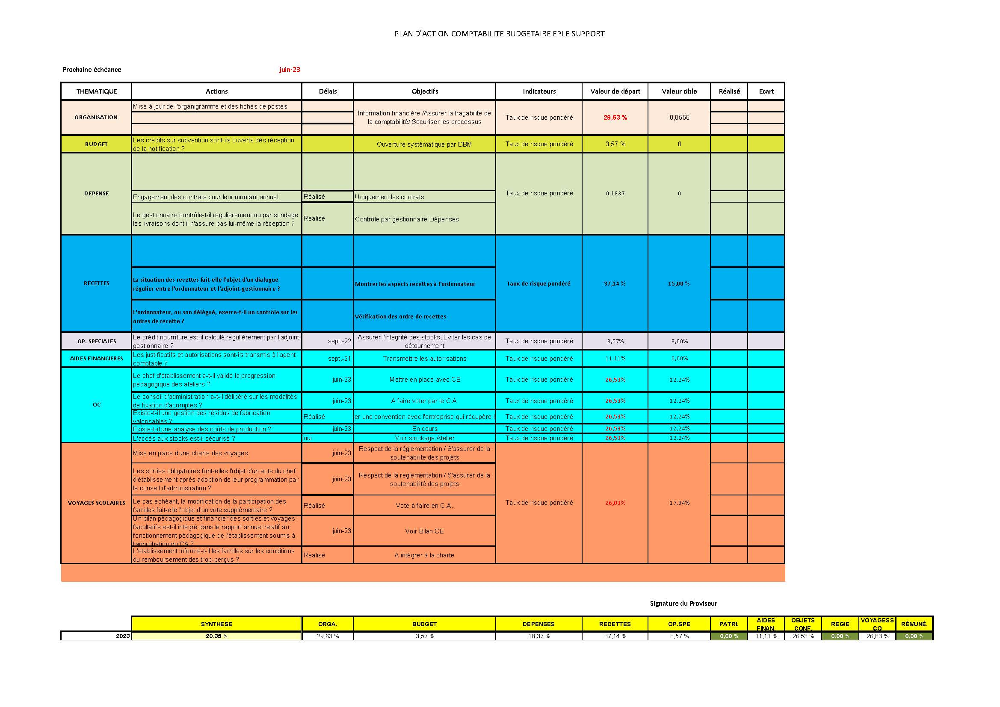 PLAN D'ACTION COMPTABILITE BUDGETAIRE EPLE SUPPORT
Prochaine échéance juin-23
THEMATIQUE Actions Délais Objectifs Indicateurs Valeur de départ Valeur cible Réalisé Ecart
ORGANISATION
Mise à jour de l'organigramme et des fiches de postes
Information financière /Assurer la traçabilité de
la comptabilité/ Sécuriser les processus
Taux de risque pondéré 29,63 % 0,0556
BUDGET
Les crédits sur subvention sont-ils ouverts dès réception
de la notification ?
Ouverture systématique par DBM Taux de risque pondéré 3,57 % 0
DEPENSE
Engagement des contrats pour leur montant annuel Réalisé Uniquement les contrats
Taux de risque pondéré 0,1837 0
Le gestionnaire contrôle-t-il régulièrement ou par sondage
les livraisons dont il n'assure pas lui-même la réception ?
Réalisé Contrôle par gestionnaire Dépenses
RECETTES
La situation des recettes fait-elle l'objet d'un dialogue
régulier entre l'ordonnateur et l'adjoint-gestionnaire ?
Montrer les aspects recettes à l'ordonnateur
Taux de risque pondéré 37,14 % 15,00 %
L'ordonnateur, ou son délégué, exerce-t-il un contrôle sur les
ordres de recette ?
Vérification des ordre de recettes
OP. SPECIALES
Le crédit nourriture est-il calculé régulièrement par l'adjoint-
gestionnaire ?
sept.-22
Assurer l'intégrité des stocks, Eviter les cas de
détournement
Taux de risque pondéré 8,57% 3,00%
AIDES FINANCIERES
Les justificatifs et autorisations sont-ils transmis à l'agent
comptable ?
sept.-21 Transmettre les autorisations Taux de risque pondéré 11,11% 0,00%
OC
Le chef d'établissement a-t-il validé la progression
pédagogique des ateliers ?
juin-23 Mettre en place avec CE Taux de risque pondéré 26,53% 12,24%
Le conseil d'administration a-t-il délibéré sur les modalités
de fixation d'acomptes ?
juin-23 A faire voter par le C.A. Taux de risque pondéré 26,53% 12,24%
Existe-t-il une gestion des résidus de fabrication
valorisables ?
Réalisé une convention avec l'entreprise qui récupère Taux de risque pondéré 26,53% 12,24%
Existe-t-il une analyse des coûts de production ? juin-23 En cours Taux de risque pondéré 26,53% 12,24%
L'accès aux stocks est-il sécurisé ? oui Voir stockage Atelier Taux de risque pondéré 26,53% 12,24%
VOYAGES SCOLAIRES
Mise en place d'une charte des voyages juin-23
Respect de la réglementation / S'assurer de la
soutenabilité des projets
Les sorties obligatoires font-elles l'objet d'un acte du chef
d'établissement après adoption de leur programmation par
le conseil d'administration ?
juin-23
Respect de la réglementation / S'assurer de la
soutenabilité des projets
Le cas échéant, la modification de la participation des
familles fait-elle l'objet d'un vote supplémentaire ?
Réalisé Vote à faire en C.A.
Taux de risque pondéré 26,83% 17,84%
Un bilan pédagogique et financier des sorties et voyages
facultatifs est-il intégré dans le rapport annuel relatif au
fonctionnement pédagogique de l'établissement soumis à
l'approbation du CA ?
juin-23 Voir Bilan CE
L'établissement informe-t-il les familles sur les conditions
du remboursement des trop-perçus ?
Réalisé A intégrer à la charte
Signature du Proviseur
SYNTHESE ORGA. BUDGET DEPENSES RECETTES OP.SPE PATRI. AIDES FINAN. OBJETS CONF. REGIE VOYAGESS CO RÉMUNÉ.
2023 20,35 % 29,63 % 3,57 % 18,37 % 37,14 % 8,57 % 0,00 % 11,11 % 26,53 % 0,00 % 26,83 % 0,00 %